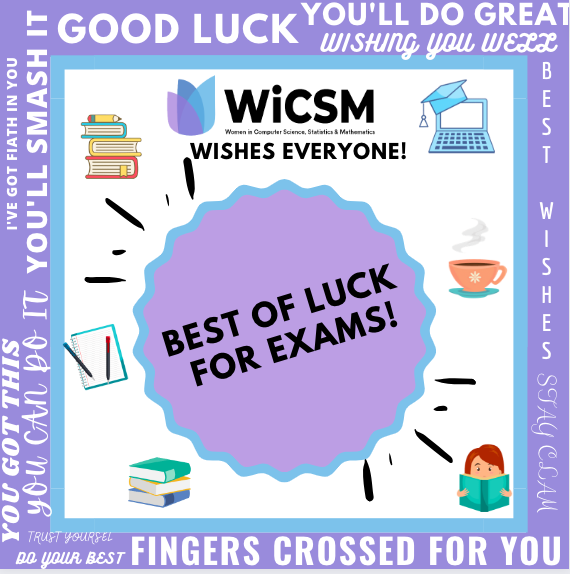 GOOD LUCK
YOU'LL DO GREAT
WISHING YOU WELL
I'VE GOT FIATH IN YOU
YOU'LL SMASH IT
WiCSM
Women in Computer Science, Statistics & Mathematics
WISHES EVERYONE!
BEST OF LUCK
FOR EXAMS!
BEST WISHES
STAY CLAM
YOU GOT THIS
YOU CAN DO IT
TRUST YOURSEL
DO YOUR BEST
FINGERS CROSSED FOR YOU